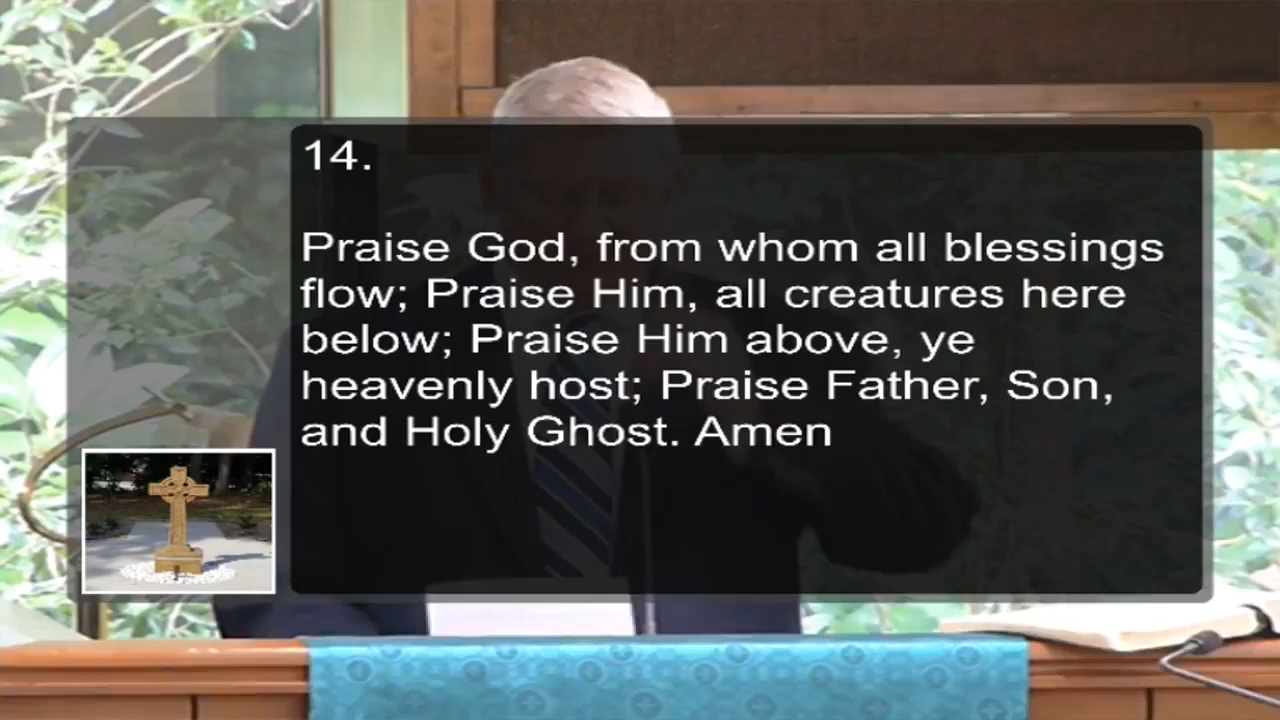 14.
Praise God, from whom all blessings
flow; Praise Him, all creatures here
below; Praise Him above, ye
heavenly host; Praise Father, Son,
and Holy Ghost. Amen